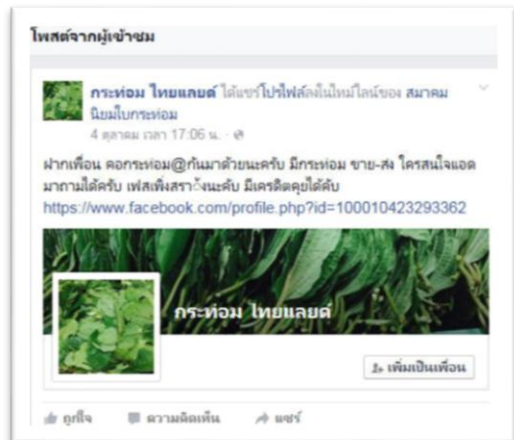 โพสต์จากผู้เข้าชม
กระท่อม ไทยแลยด์ ได้แชร์โปรไฟล์ลงในไทม์ไลน์ของ สมาคม
นิยมใบกระท่อม
4 ตุลาคม เวลา 17:06 น. ·
ฝากเพื่อน คอกระท่อม@กันมาด้วยนะครับ มีกระท่อม ขาย-ส่ง ใครสนใจแอด
มาถามได้ครับ เฟสเพิ่งสร้างนะคับ มีเครดิตคุยได้คับ
https://www.facebook.com/profile.php?id=100010423293362
กระท่อม ไทยแลยด์
เพิ่มเป็นเพื่อน
ถูกใจ ความคิดเห็น แชร์